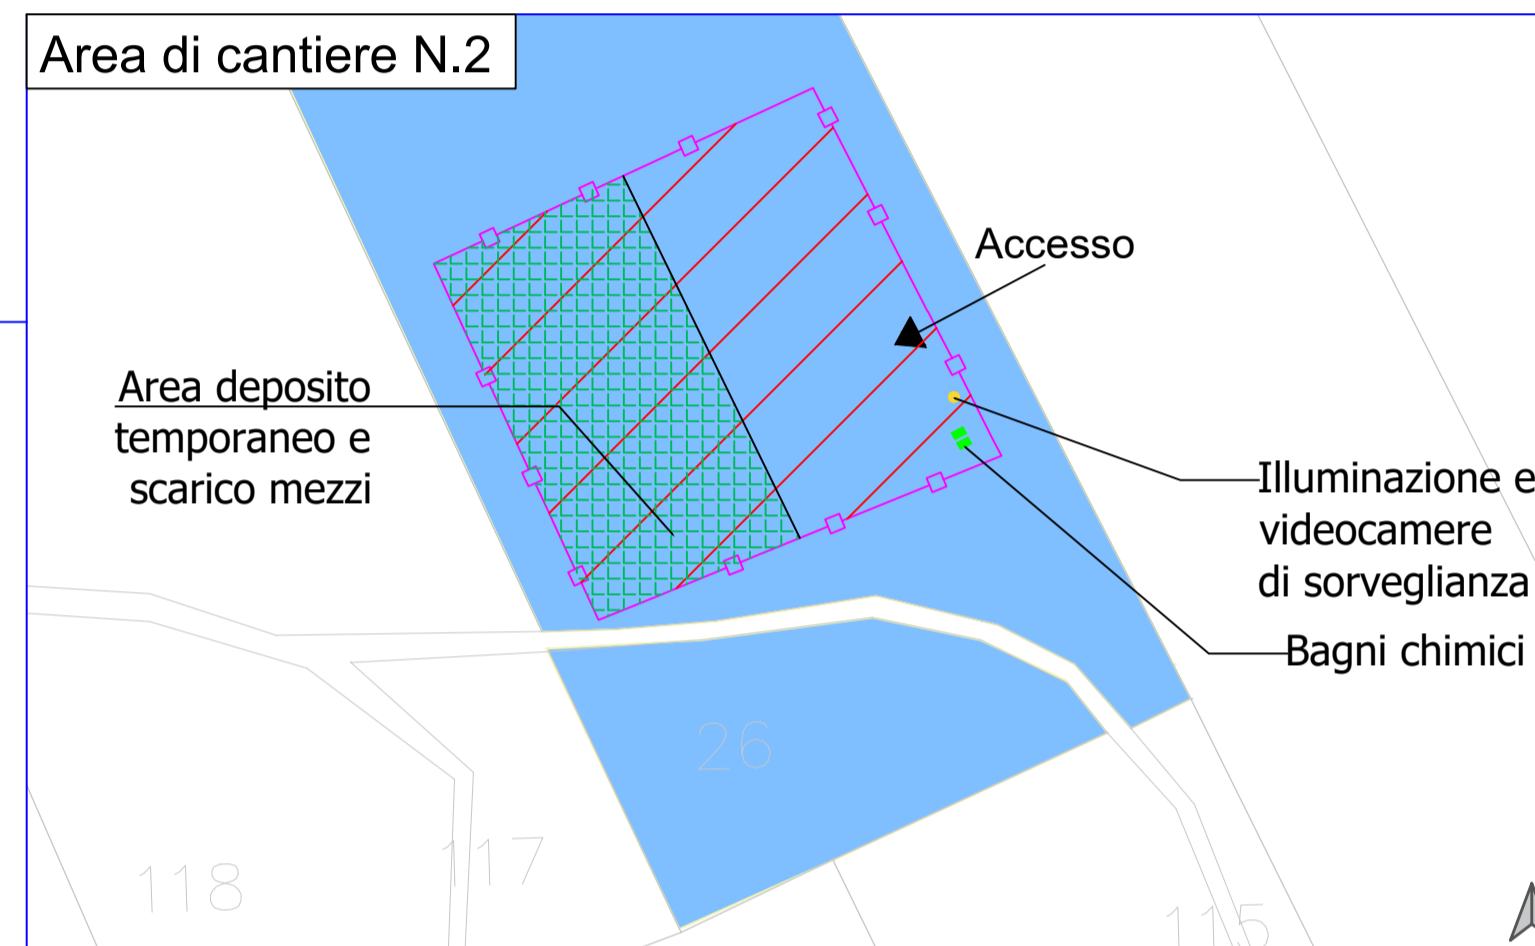 Area di cantiere N.2
Accesso
Area deposito
temporaneo e
scarico mezzi
Illuminazione e
videocamere
di sorveglianza
Bagni chimici
26
117
118
115